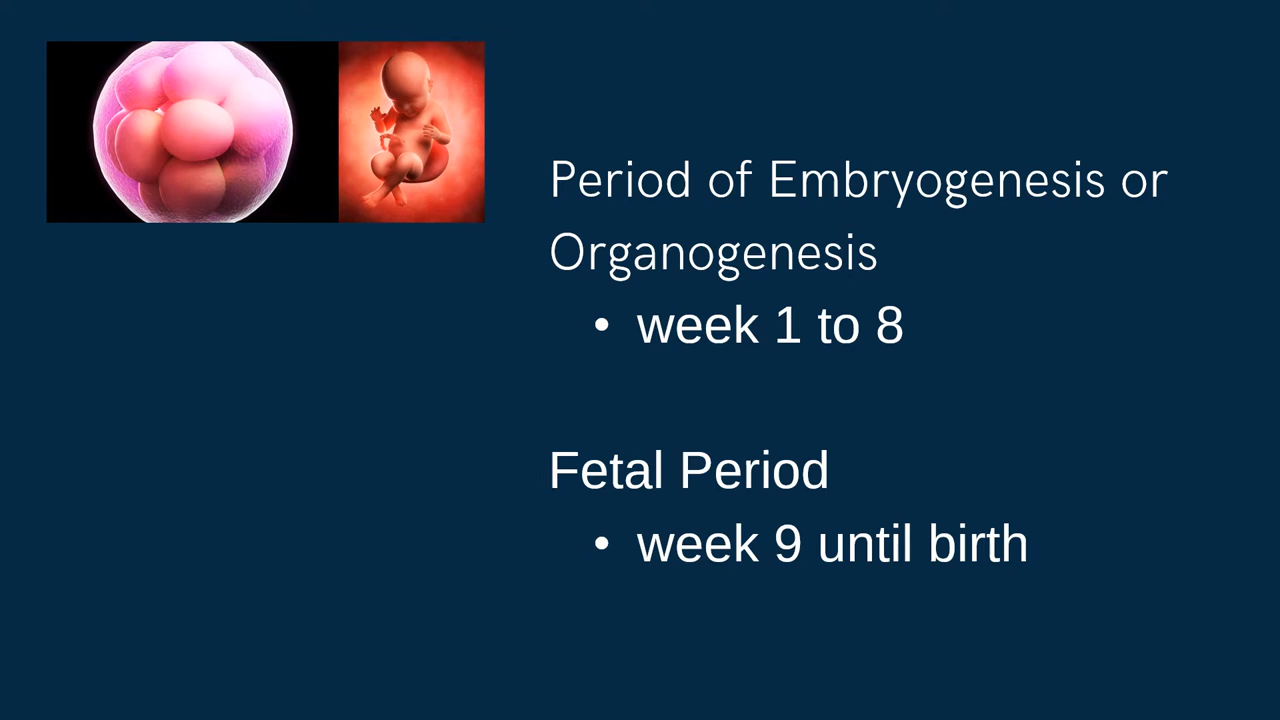 Period of Embryogenesis or
Organogenesis
• week 1 to 8
Fetal Period
• week 9 until birth